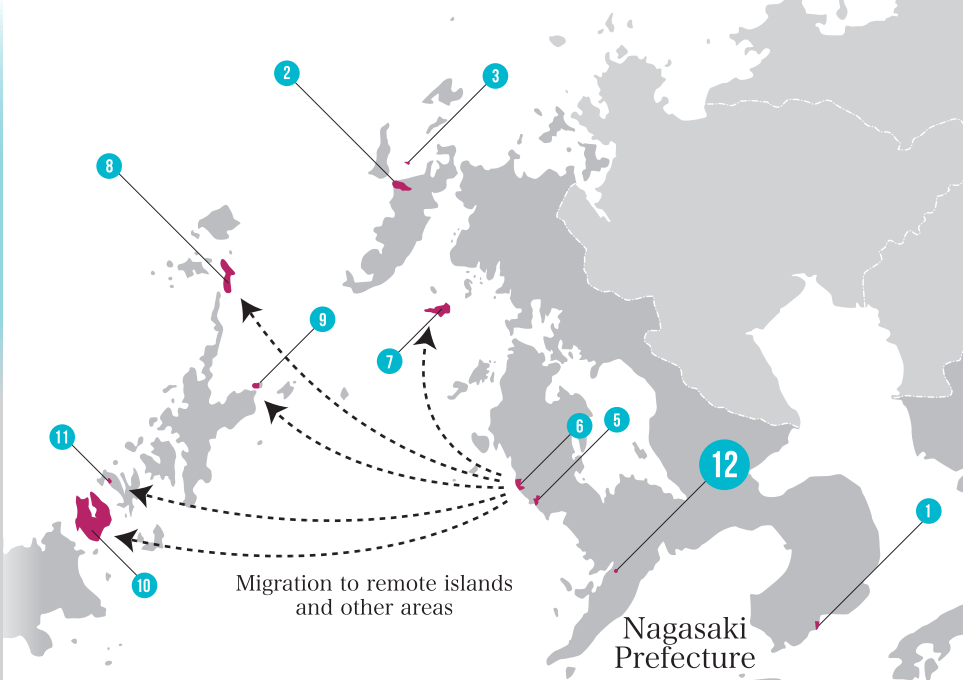 2
3
8
9
7
6
5
11
12
1
10
Migration to remote islands
and other areas
Nagasaki
Prefecture